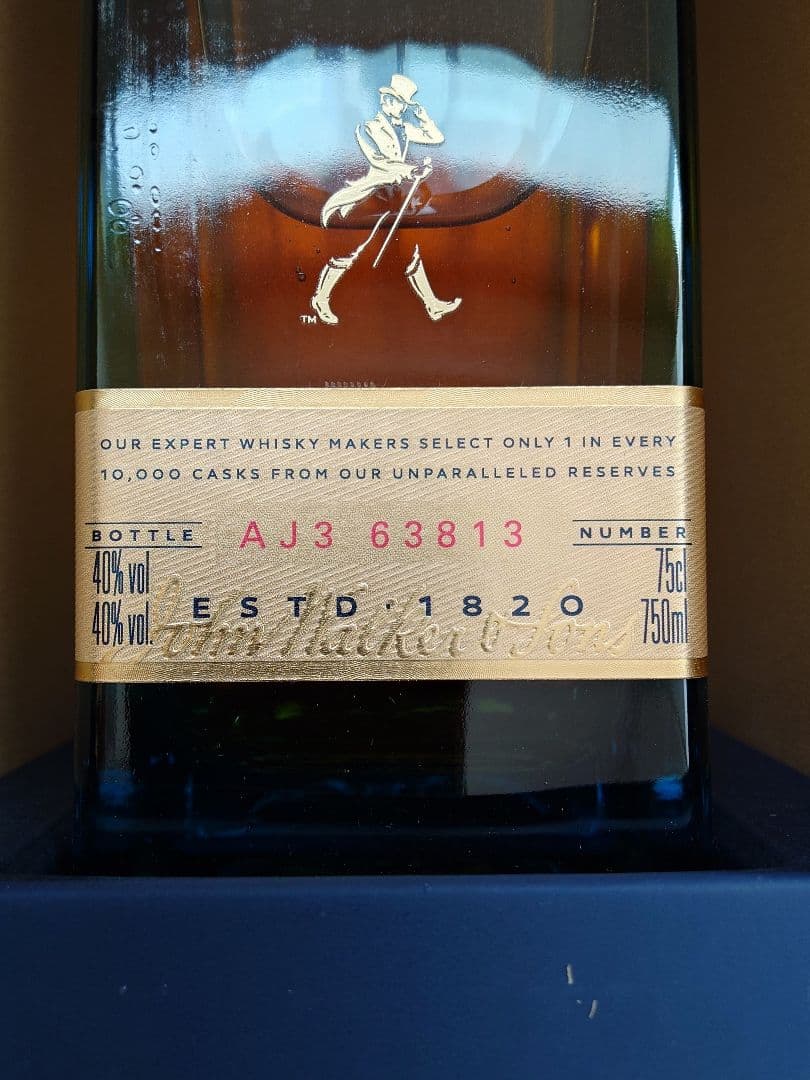 TM
OUR EXPERT WHISKY MAKERS SELECT ONLY 1 IN EVERY
10,000 CASKS FROM OUR UNPARALLELED RESERVES
BOTTLE AJ3 63813 NUMBER
40% vol 75cl
ESTD·1820
40% vol. 750ml
John Walker & Sons